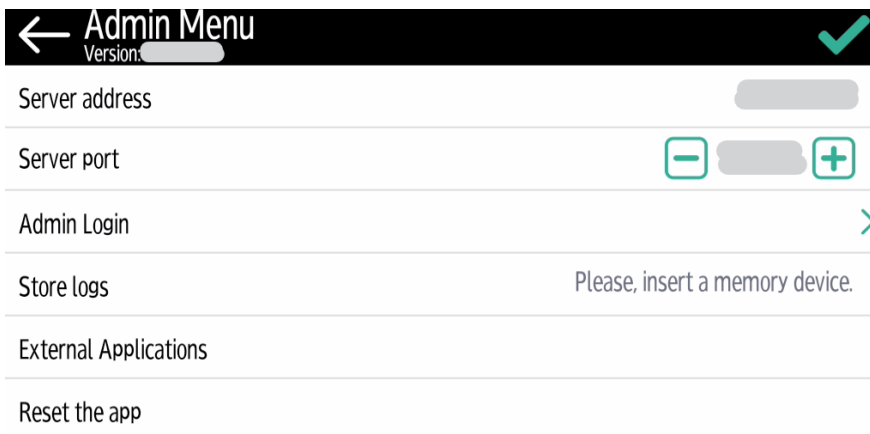 Admin Menu
Version:
Server address
Server port
Admin Login
Store logs
Please, insert a memory device.
External Applications
Reset the app